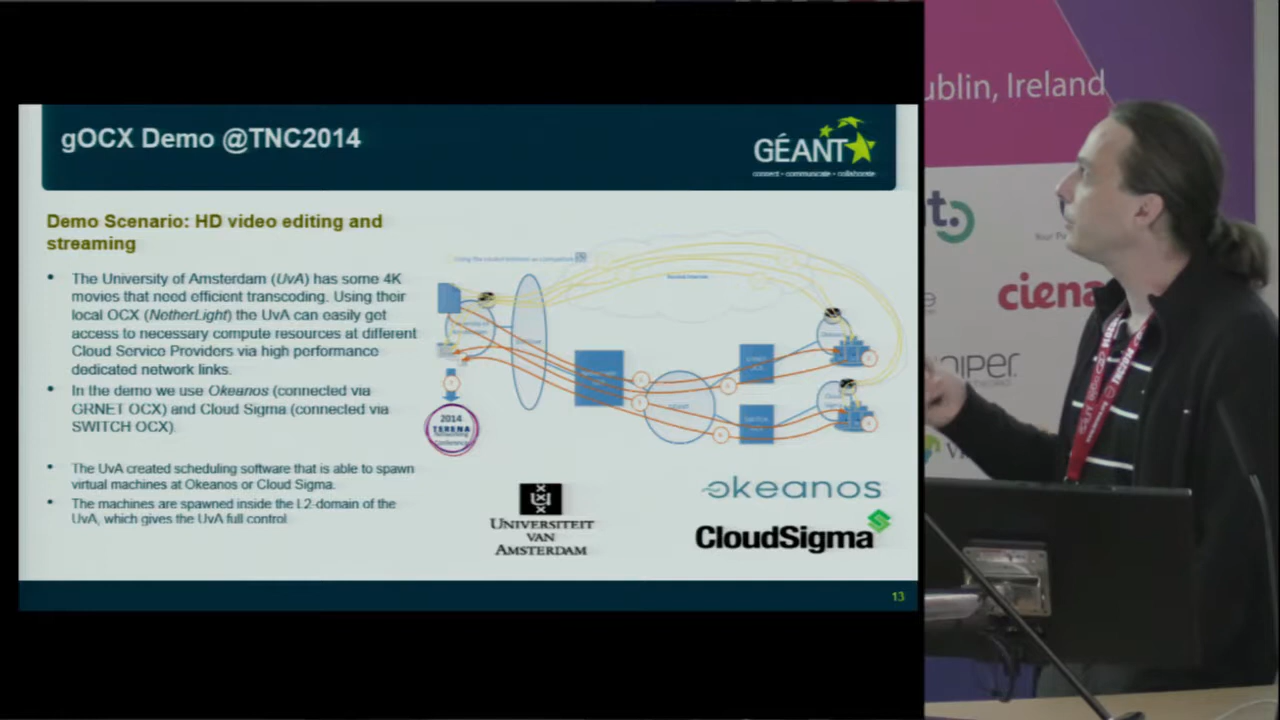 gOCX Demo @TNC2014
GÉANT
connect • communicate • collaborate
Demo Scenario: HD video editing and
streaming
• The University of Amsterdam (UvA) has some 4K
movies that need efficient transcoding. Using their
local OCX (NetherLight) the UvA can easily get
access to necessary compute resources at different
Cloud Service Providers via high performance
dedicated network links.
• In the demo we use Okeanos (connected via
GRNET OCX) and Cloud Sigma (connected via
SWITCH OCX).
• The UvA created scheduling software that is able to spawn
virtual machines at Okeanos or Cloud Sigma.
• The machines are spawned inside the L2-domain of the
UvA, which gives the UvA full control
2014
TERENA
Networking
Conference
UNIVERSITEIT
VAN
AMSTERDAM
okeanos
CloudSigma
13
ublin, Ireland
t.
ciena
niper